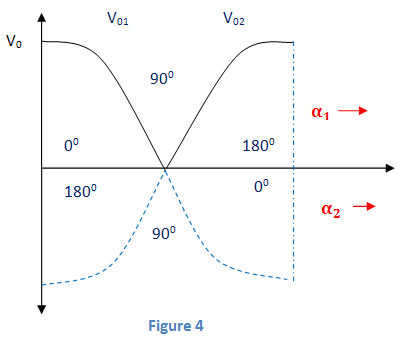 V₀₁ V₀₂
V₀
90⁰
α₁
0⁰ 180⁰
180⁰ 0⁰
α₂
90⁰
Figure 4